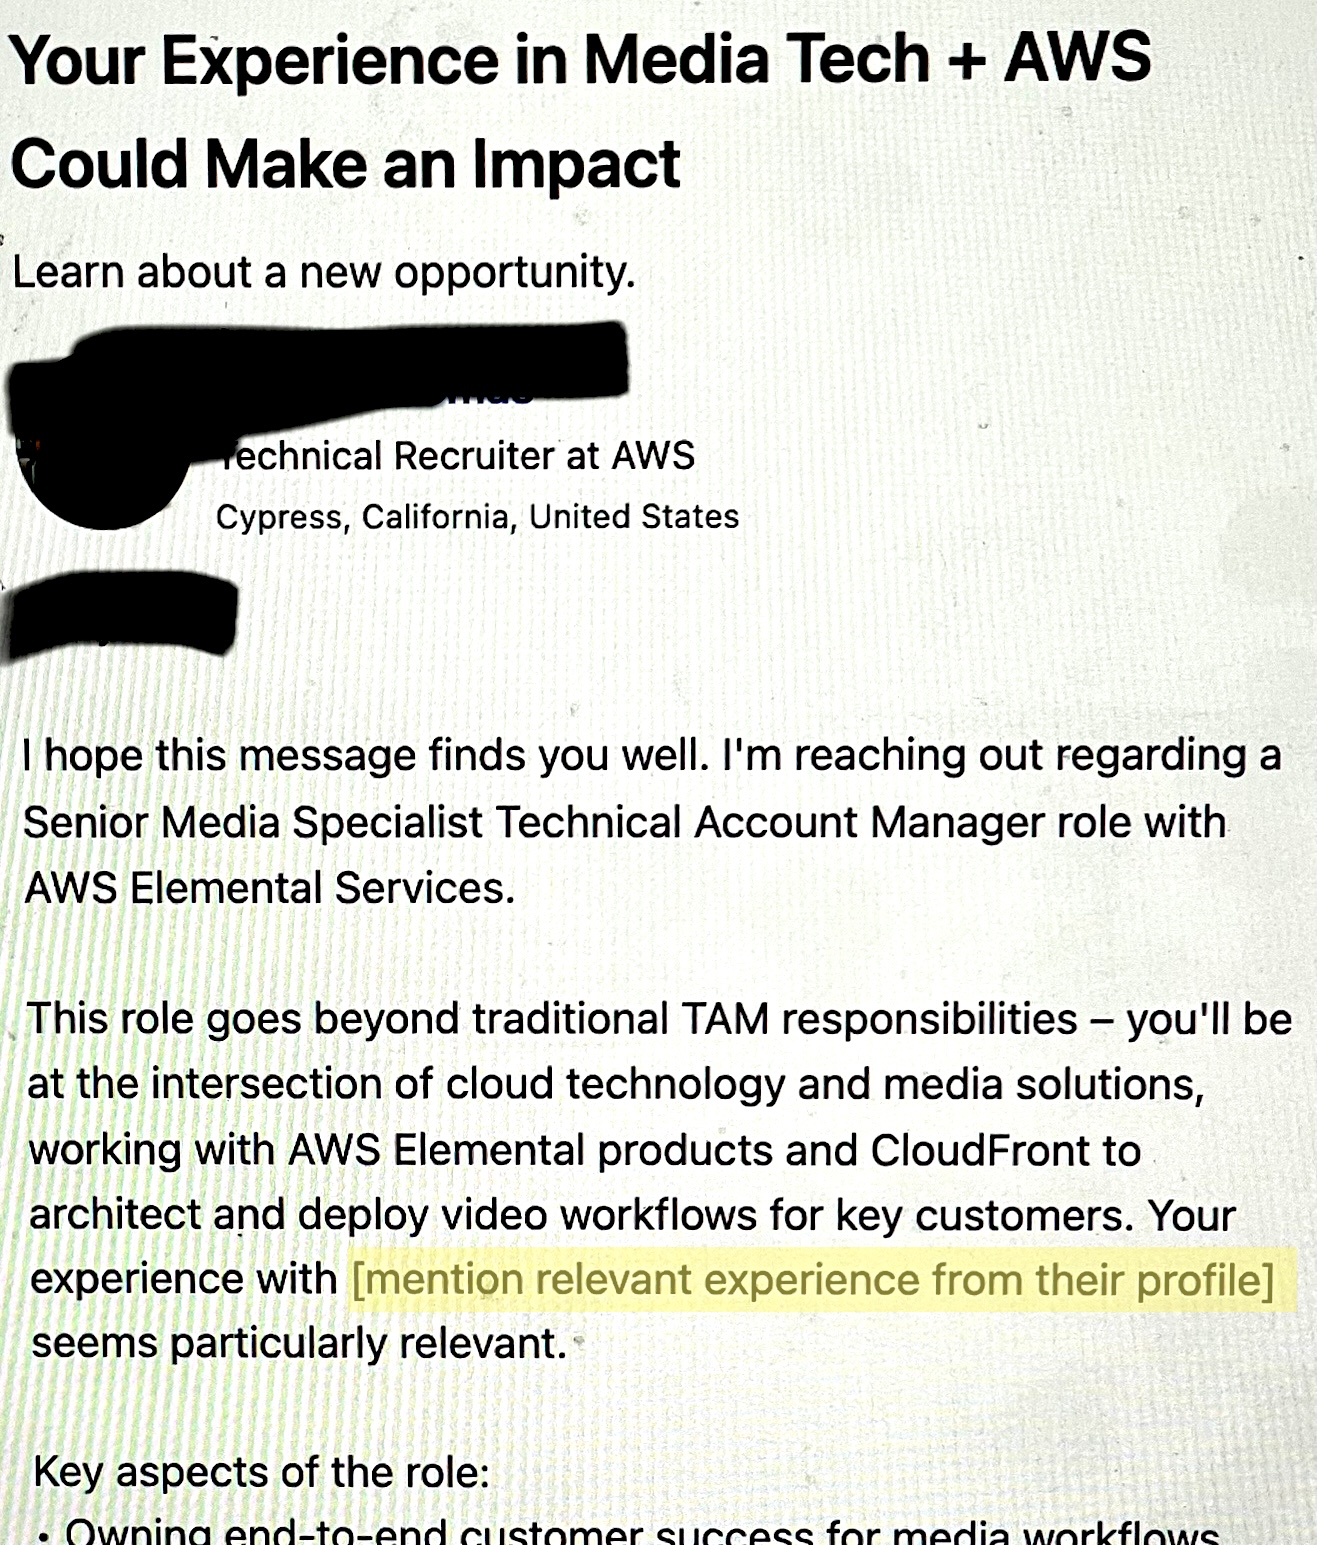 Your Experience in Media Tech + AWS
Could Make an Impact
Learn about a new opportunity.
Technical Recruiter at AWS
Cypress, California, United States
I hope this message finds you well. I'm reaching out regarding a
Senior Media Specialist Technical Account Manager role with
AWS Elemental Services.
This role goes beyond traditional TAM responsibilities – you'll be
at the intersection of cloud technology and media solutions,
working with AWS Elemental products and CloudFront to
architect and deploy video workflows for key customers. Your
experience with [mention relevant experience from their profile]
seems particularly relevant.
Key aspects of the role:
• Owning end-to-end customer success for media workflows